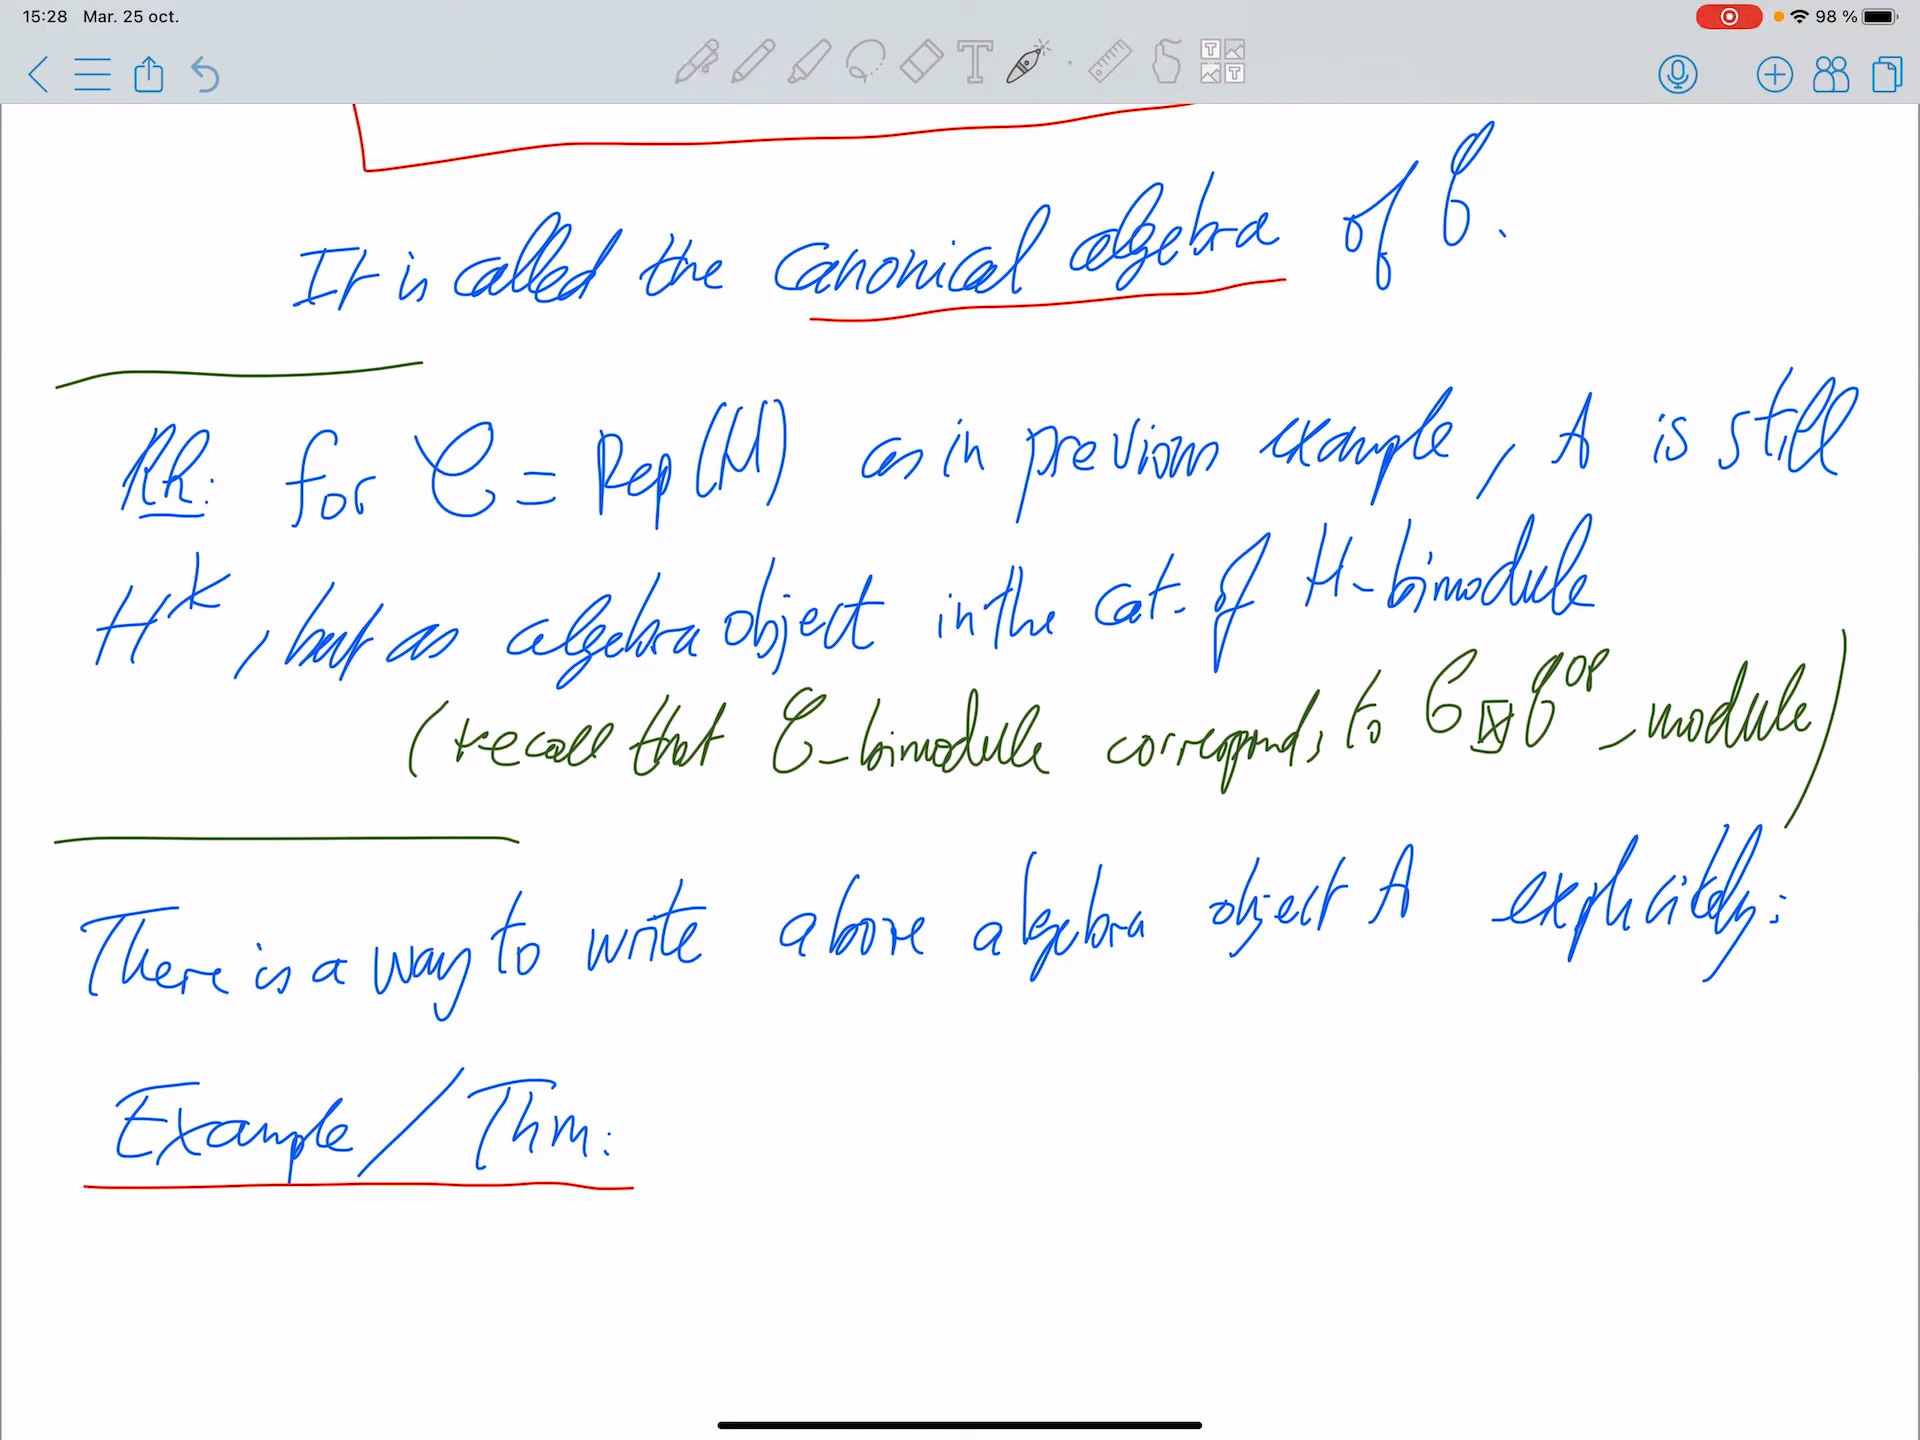 15:28 Mar. 25 oct. 98 %
It is called the canonical algebra of 𝒞.
Rk: for 𝒞 = Rep(H) as in previous example, A is still
H*, but as algebra object in the cat. of H-bimodule
(recall that 𝒞-bimodule corresponds to 𝒞⊠𝒞^op-module)
There is a way to write above algebra object A explicitely:
Example/Thm: